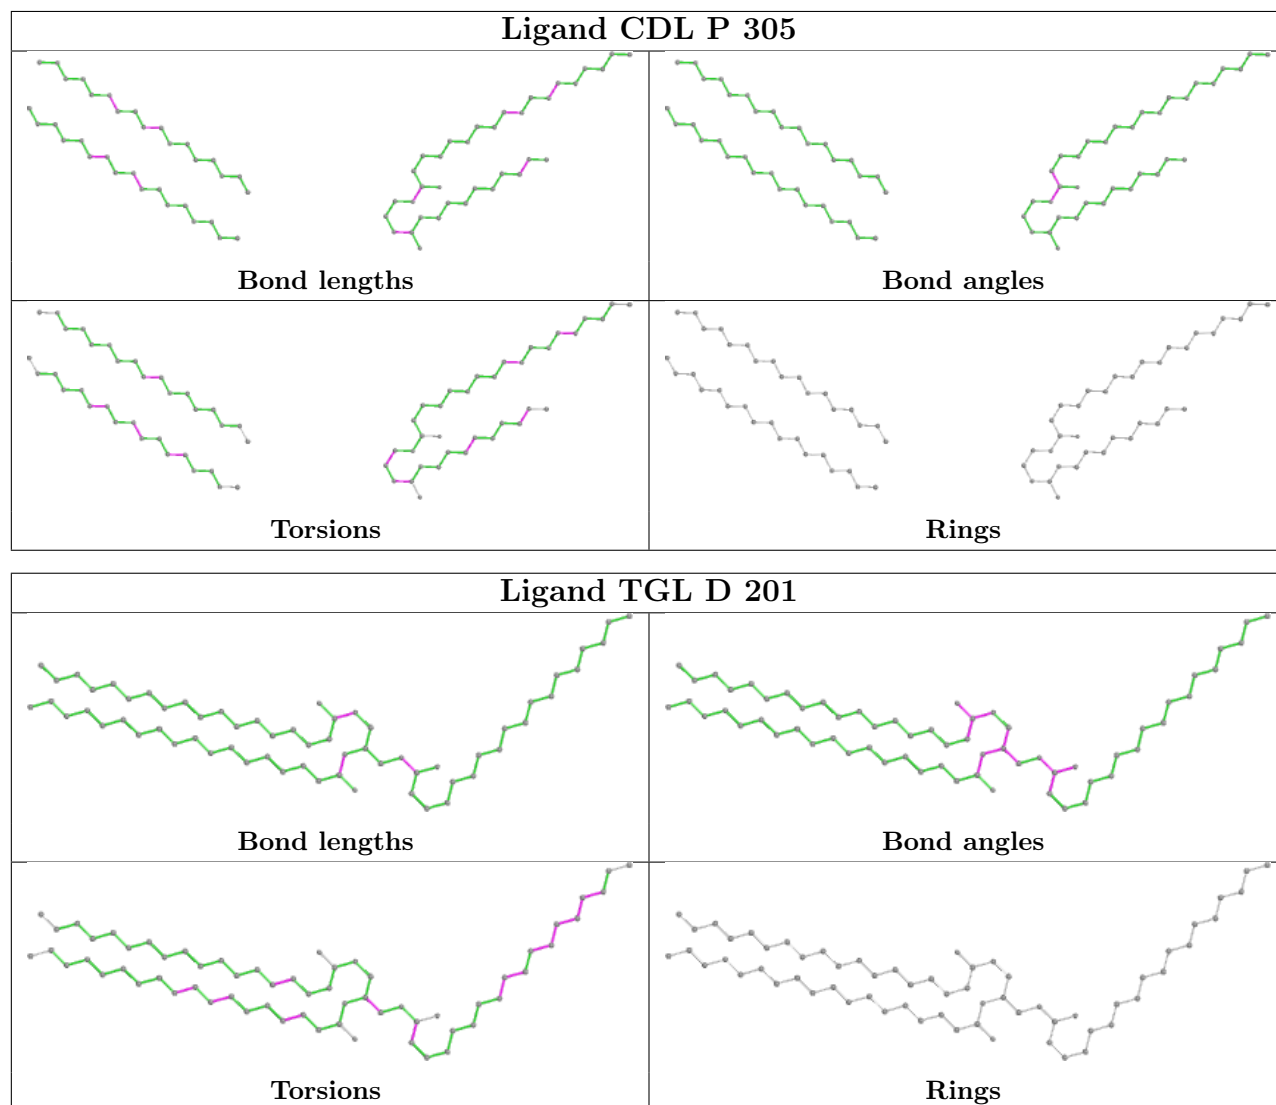 Ligand CDL P 305
Bond lengths
Bond angles
Torsions
Rings
Ligand TGL D 201
Bond lengths
Bond angles
Torsions
Rings